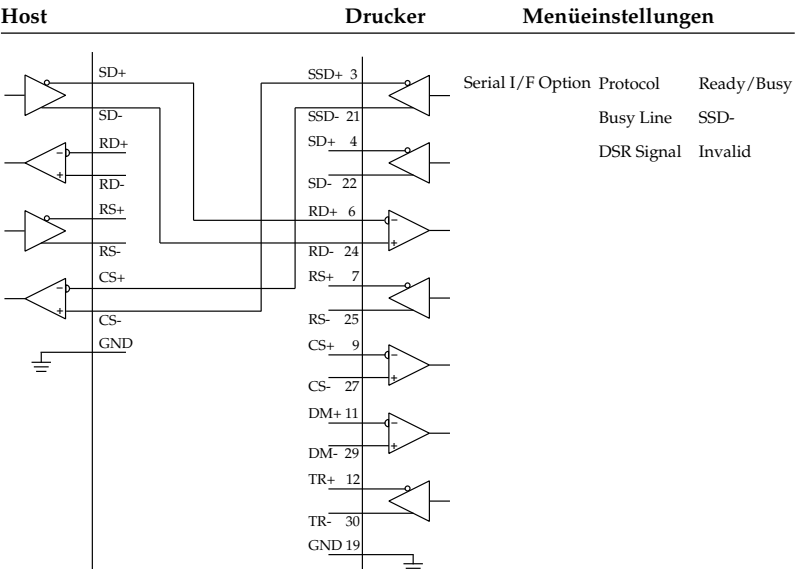 Host Drucker Menüeinstellungen
SD+ SSD+ 3 Serial I/F Option Protocol Ready/Busy
SD- SSD- 21 Busy Line SSD-
RD+ SD+ 4 DSR Signal Invalid
RD- SD- 22
RS+ RD+ 6
RS- RD- 24
CS+ RS+ 7
CS- RS- 25
GND CS+ 9
CS- 27
DM+ 11
DM- 29
TR+ 12
TR- 30
GND 19